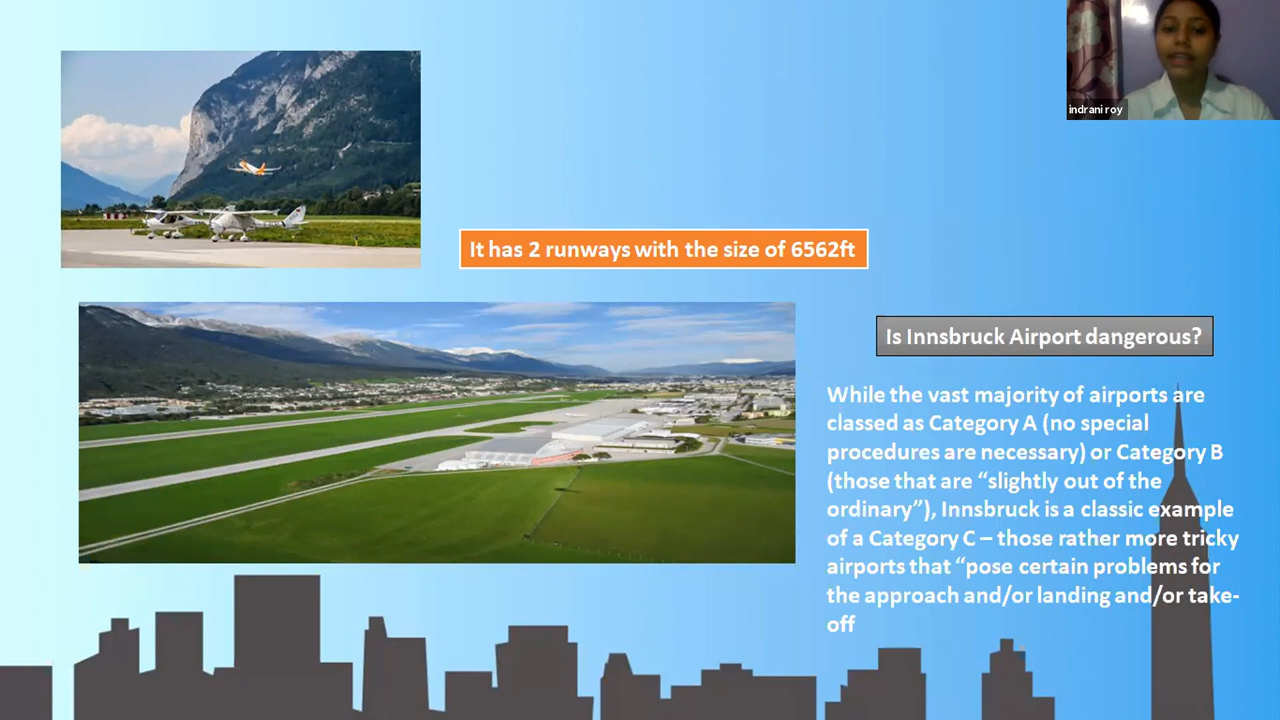 indrani roy
It has 2 runways with the size of 6562ft
Is Innsbruck Airport dangerous?
While the vast majority of airports are
classed as Category A (no special
procedures are necessary) or Category B
(those that are “slightly out of the
ordinary”), Innsbruck is a classic example
of a Category C – those rather more tricky
airports that “pose certain problems for
the approach and/or landing and/or take-
off